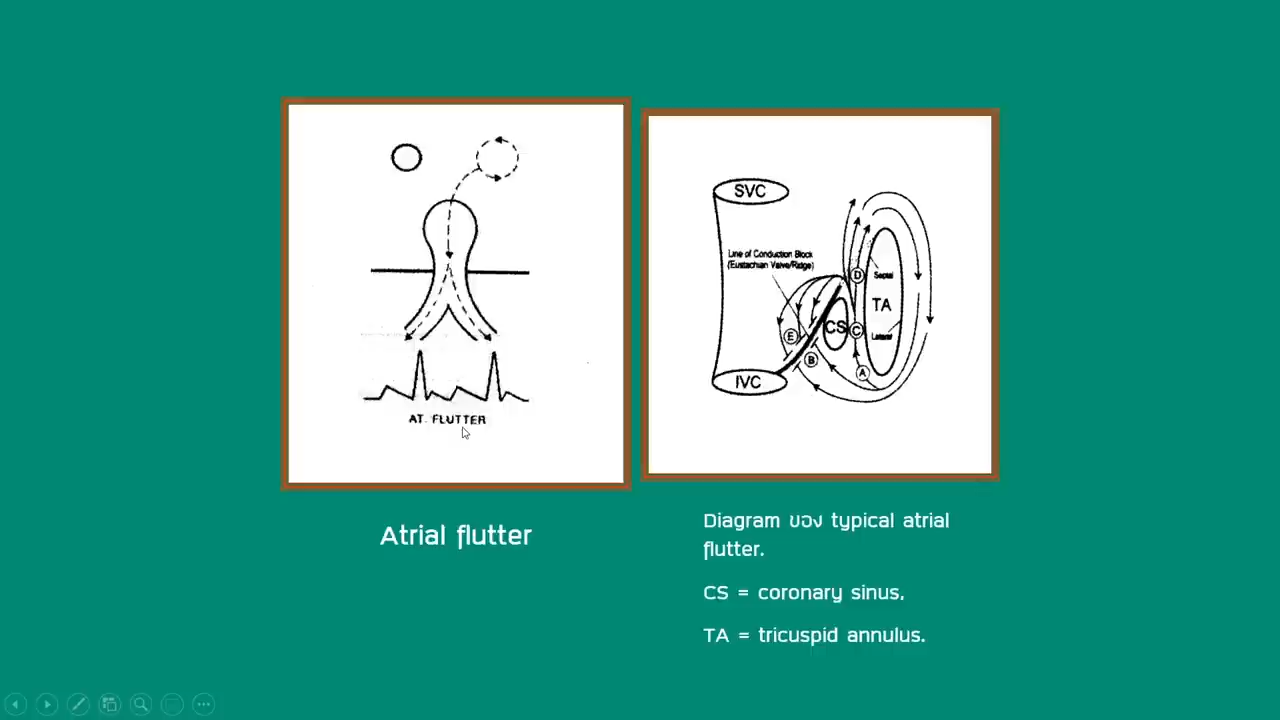 AT. FLUTTER
Atrial flutter
SVC
Line of Conduction Block
(Eustachian Valve/Ridge)
D
Septal
TA
CS
C
Lateral
E
B
A
IVC
Diagram ของ typical atrial
flutter.
CS = coronary sinus,
TA = tricuspid annulus.